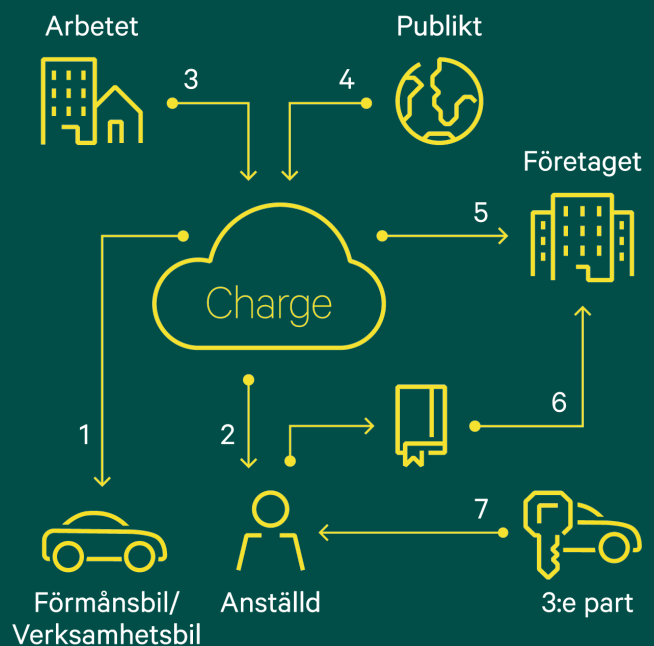 Arbetet
Publikt
3
4
Företaget
5
Charge
6
1
2
7
Förmånsbil/
Verksamhetsbil
Anställd
3:e part